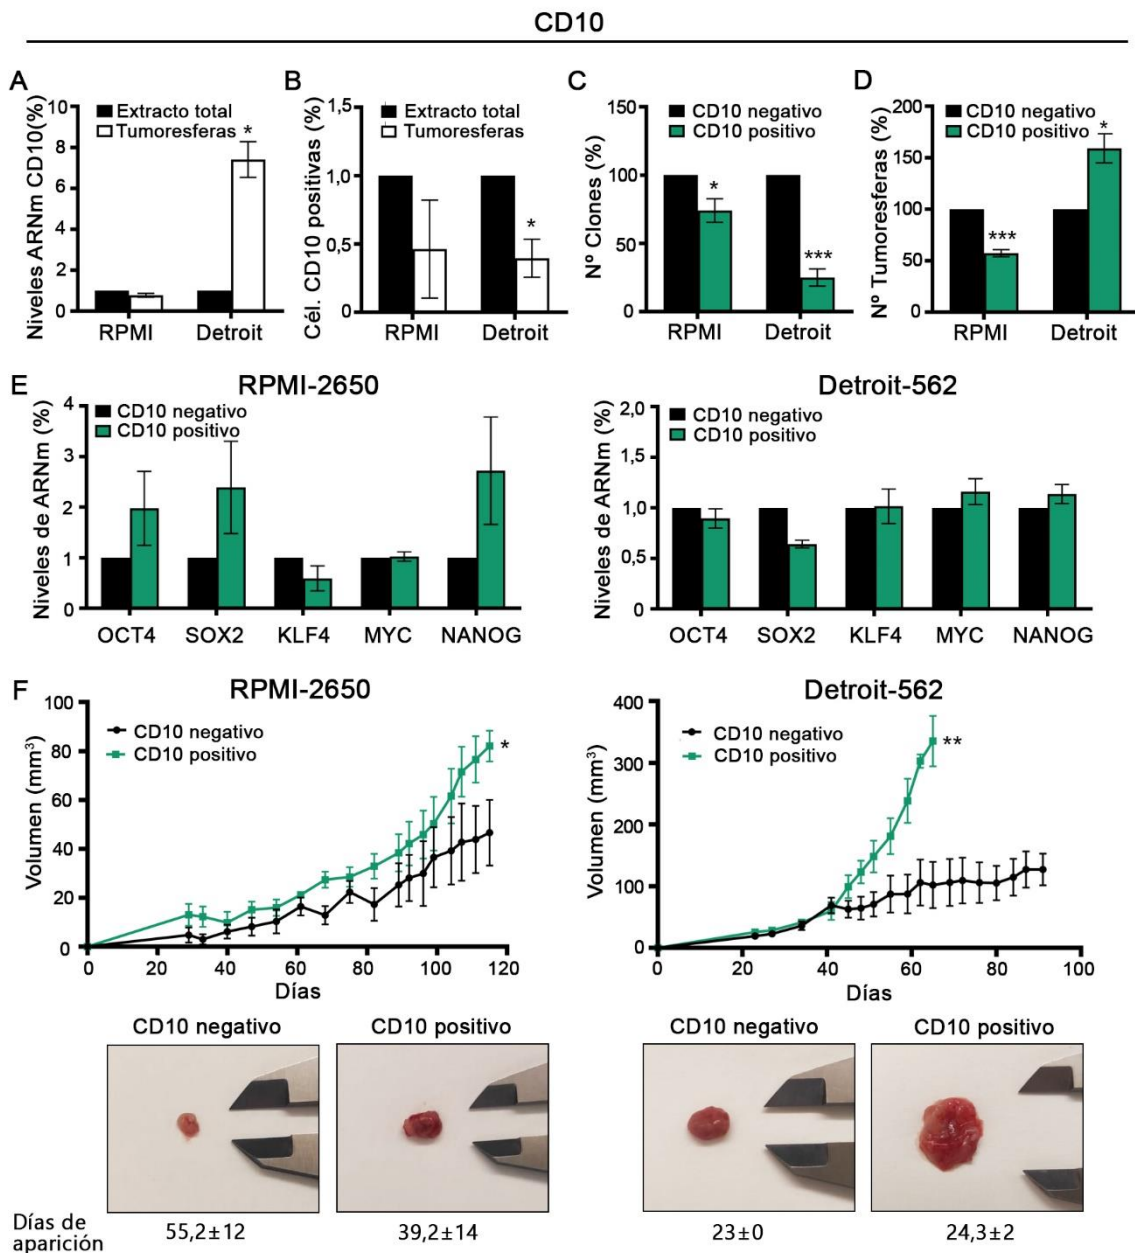 CD10
A
Niveles ARNm CD10(%)
10
8
6
4
2
0
Extracto total
Tumoresferas
*
RPMI
Detroit
B
Cél. CD10 positivas (%)
1,5
1,0
0,5
0
Extracto total
Tumoresferas
*
RPMI
Detroit
C
Nº Clones (%)
150
100
50
0
CD10 negativo
CD10 positivo
*
***
RPMI
Detroit
D
Nº Tumoresferas (%)
200
150
100
50
0
CD10 negativo
CD10 positivo
***
*
RPMI
Detroit
E
RPMI-2650
Niveles de ARNm (%)
4
3
2
1
0
CD10 negativo
CD10 positivo
OCT4 SOX2 KLF4 MYC NANOG
Detroit-562
Niveles de ARNm (%)
2,0
1,5
1,0
0,5
0
CD10 negativo
CD10 positivo
OCT4 SOX2 KLF4 MYC NANOG
F
RPMI-2650
Volumen (mm³)
100
80
60
40
20
0
CD10 negativo
CD10 positivo
*
0 20 40 60 80 100 120
Días
Detroit-562
Volumen (mm³)
400
300
200
100
0
CD10 negativo
CD10 positivo
**
0 20 40 60 80 100
Días
CD10 negativo
CD10 positivo
CD10 negativo
CD10 positivo
Días de
aparición
55,2±12
39,2±14
23±0
24,3±2